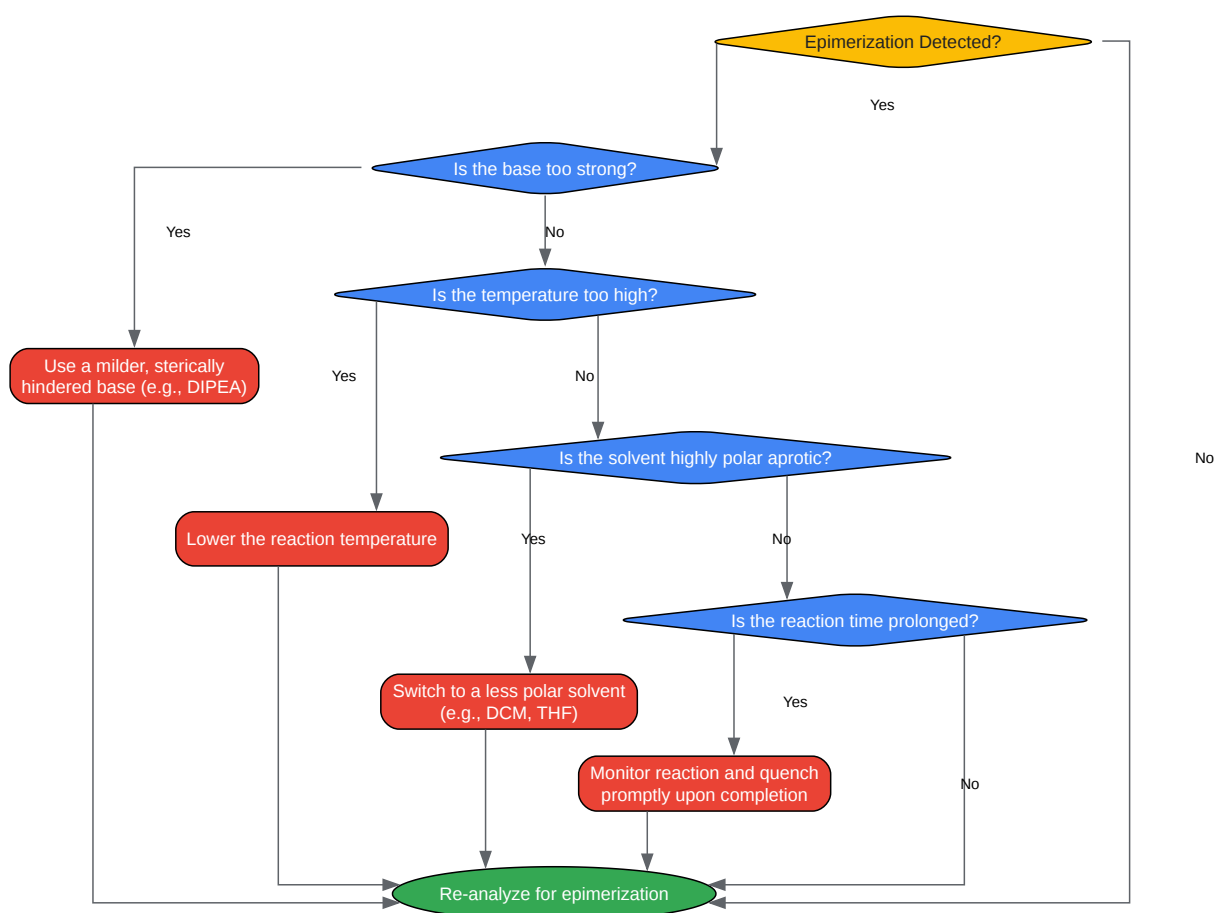 Epimerization Detected?
Yes
Is the base too strong?
Yes
No
Is the temperature too high?
Use a milder, sterically
hindered base (e.g., DIPEA)
Yes
No
Is the solvent highly polar aprotic?
No
Lower the reaction temperature
Yes
No
Is the reaction time prolonged?
Switch to a less polar solvent
(e.g., DCM, THF)
Yes
Monitor reaction and quench
promptly upon completion
No
Re-analyze for epimerization